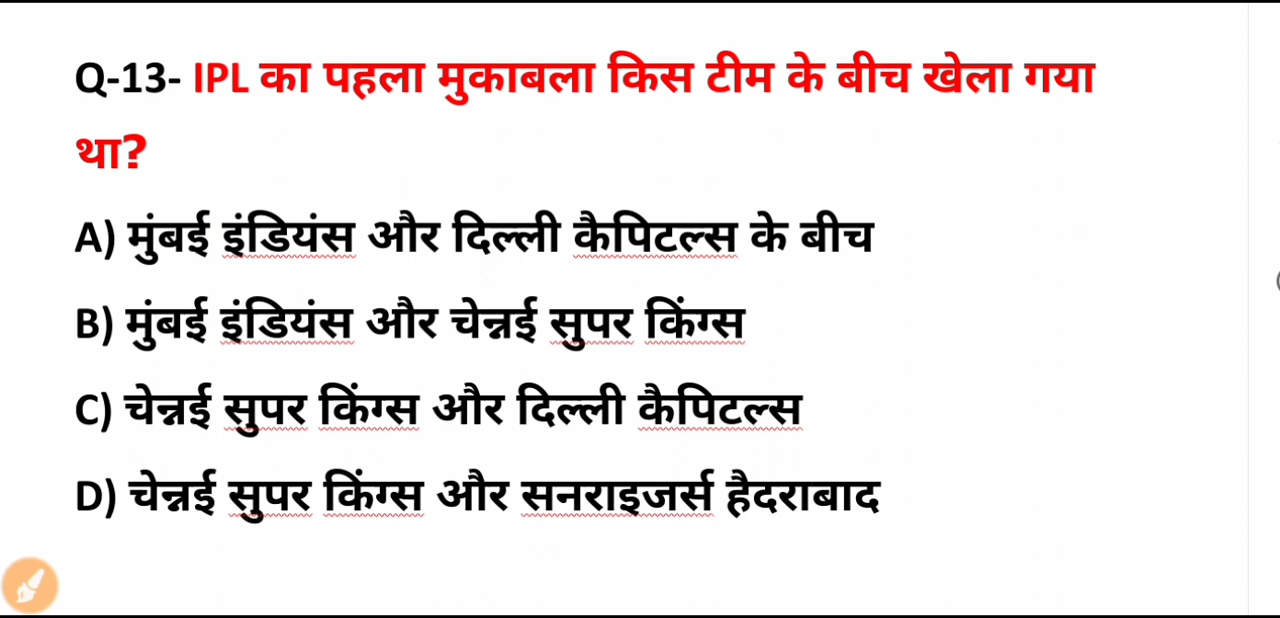 Q-13- IPL का पहला मुकाबला किस टीम के बीच खेला गया
था?
A) मुंबई इंडियंस और दिल्ली कैपिटल्स के बीच
B) मुंबई इंडियंस और चेन्नई सुपर किंग्स
C) चेन्नई सुपर किंग्स और दिल्ली कैपिटल्स
D) चेन्नई सुपर किंग्स और सनराइजर्स हैदराबाद